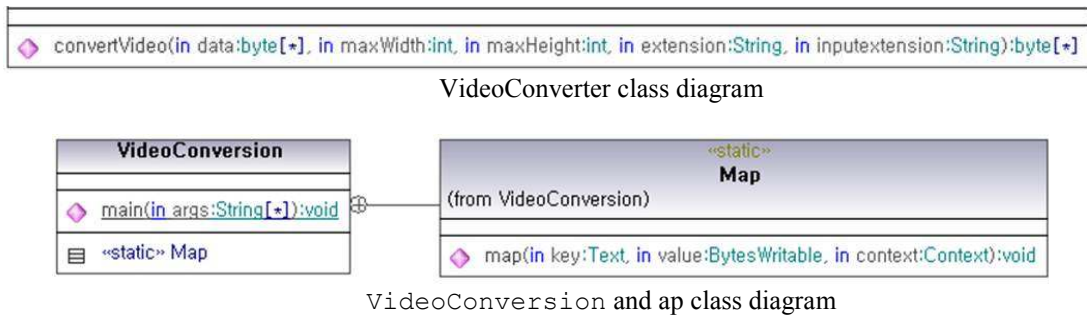 convertVideo(in data:byte[*], in maxWidth:int, in maxHeight:int, in extension:String, in inputextension:String):byte[*]
VideoConverter class diagram
VideoConversion
main(in args:String[*]):void
«static» Map
«static»
Map
(from VideoConversion)
map(in key:Text, in value:BytesWritable, in context:Context):void
VideoConversion and ap class diagram